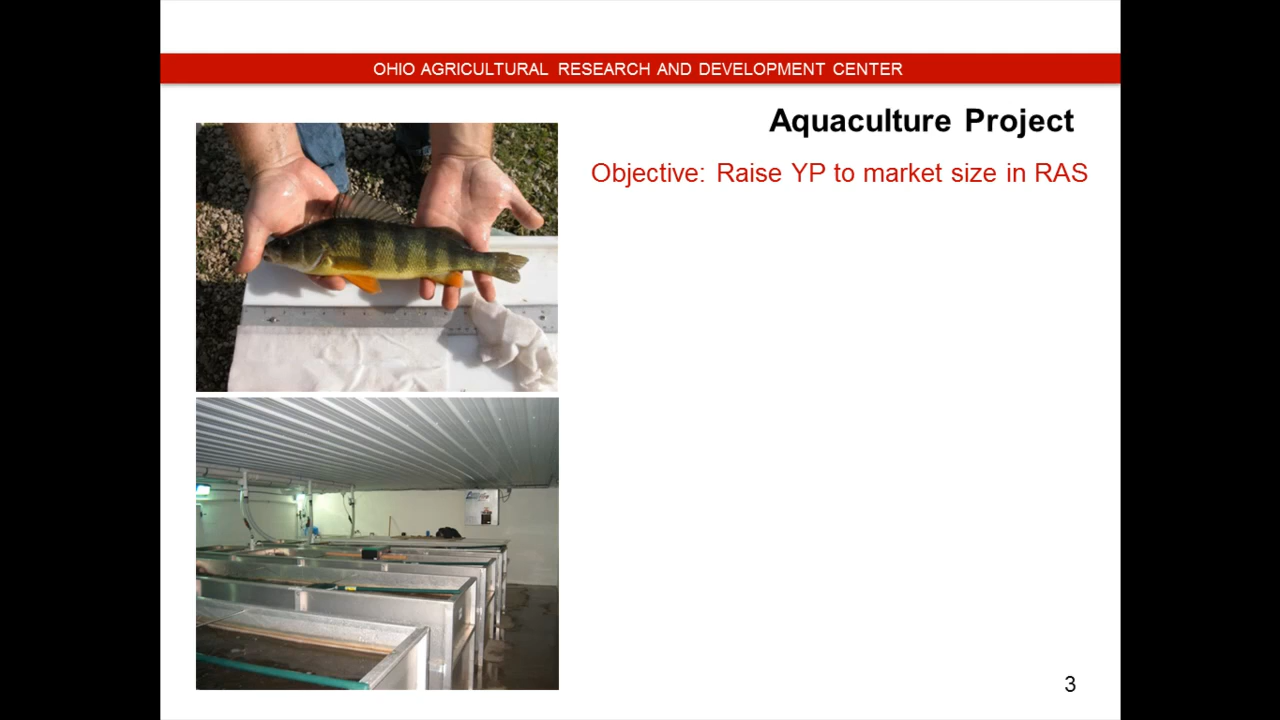 OHIO AGRICULTURAL RESEARCH AND DEVELOPMENT CENTER
Aquaculture Project
Objective: Raise YP to market size in RAS
3